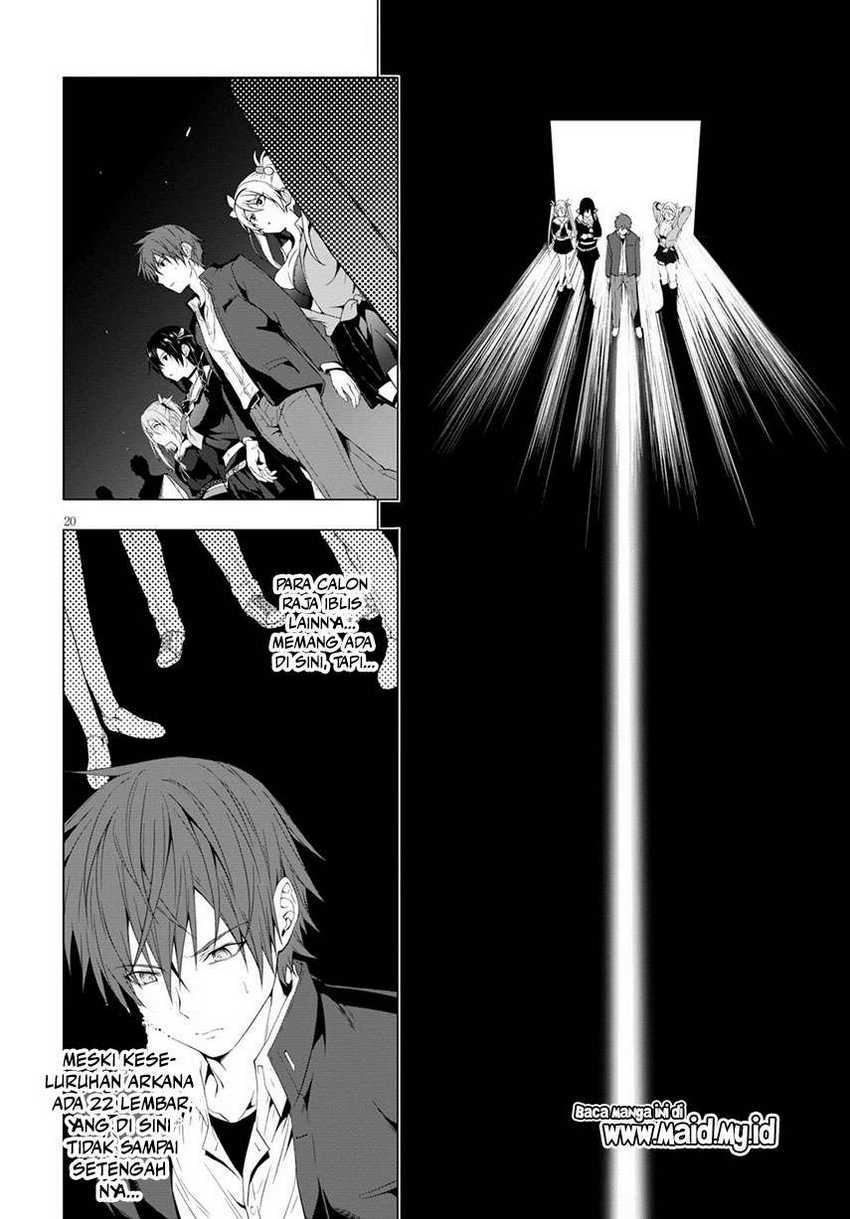 20
PARA CALON
RAJA IBLIS
LAINNYA...
MEMANG ADA
DI SINI, TAPI...
MESKI KESE-
LURUHAN ARKANA
ADA 22 LEMBAR,
YANG DI SINI
TIDAK SAMPAI
SETENGAH
NYA...
Baca Manga ini di
www.Maid.My.id